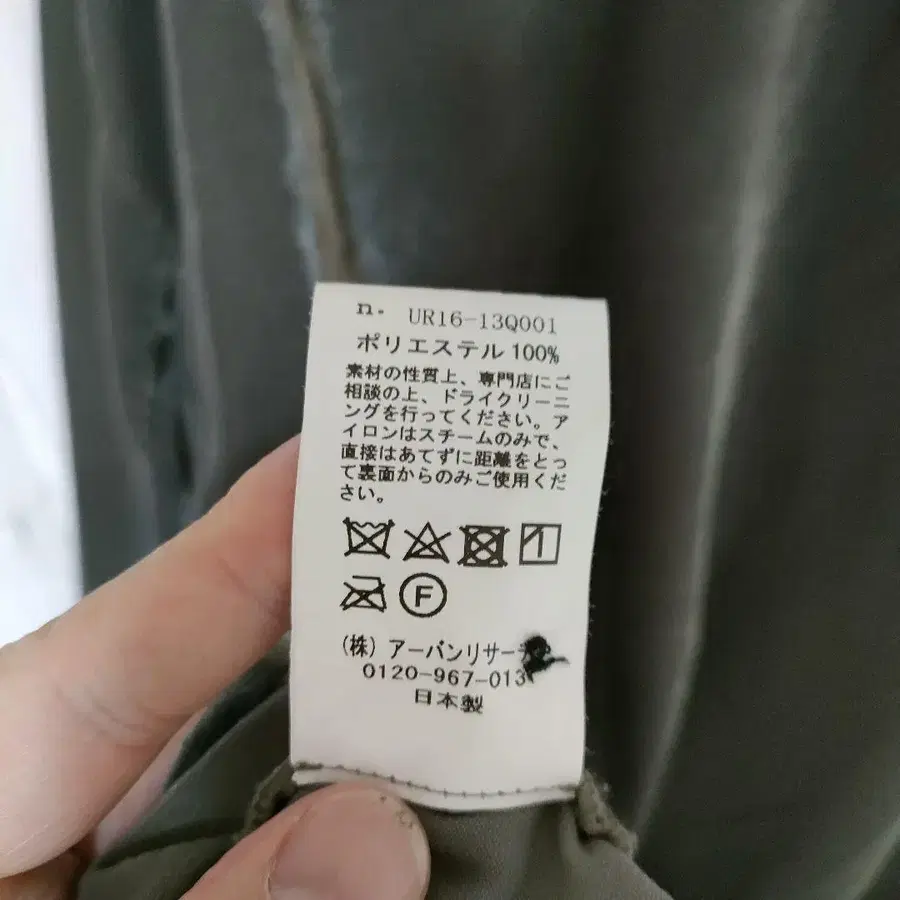 n. UR16-13Q001
ポリエステル 100%
素材の性質上、専門店にご
相談の上、ドライクリーニ
ングを行ってください。ア
イロンはスチームのみで、
直接はあてずに距離をとっ
て裏面からのみご使用くだ
さい。
F
(株) アーバンリサー
0120-967-013
日本製